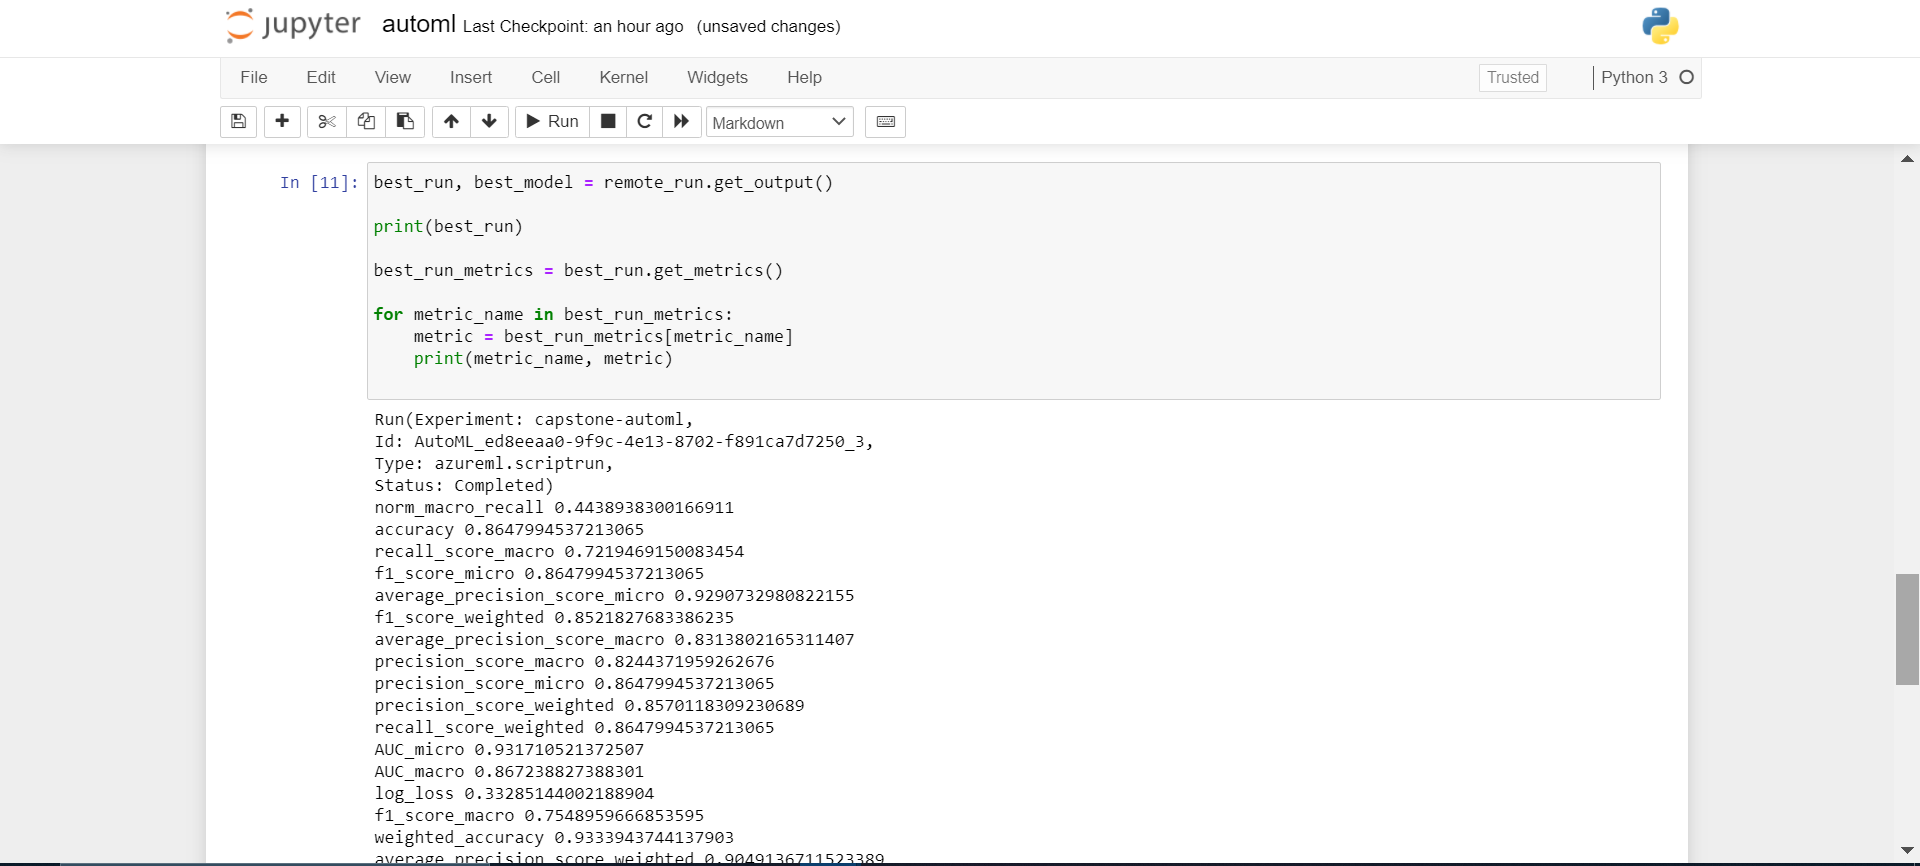 jupyter automl Last Checkpoint: an hour ago (unsaved changes)
File Edit View Insert Cell Kernel Widgets Help Trusted Python 3
Run Markdown
In [11]: best_run, best_model = remote_run.get_output()
print(best_run)
best_run_metrics = best_run.get_metrics()
for metric_name in best_run_metrics:
    metric = best_run_metrics[metric_name]
    print(metric_name, metric)
Run(Experiment: capstone-automl,
Id: AutoML_ed8eeaa0-9f9c-4e13-8702-f891ca7d7250_3,
Type: azureml.scriptrun,
Status: Completed)
norm_macro_recall 0.4438938300166911
accuracy 0.8647994537213065
recall_score_macro 0.7219469150083454
f1_score_micro 0.8647994537213065
average_precision_score_micro 0.9290732980822155
f1_score_weighted 0.8521827683386235
average_precision_score_macro 0.8313802165311407
precision_score_macro 0.8244371959262676
precision_score_micro 0.8647994537213065
precision_score_weighted 0.8570118309230689
recall_score_weighted 0.8647994537213065
AUC_micro 0.931710521372507
AUC_macro 0.867238827388301
log_loss 0.33285144002188904
f1_score_macro 0.7548959666853595
weighted_accuracy 0.9333943744137903
average_precision_score_weighted 0.9049136711523389